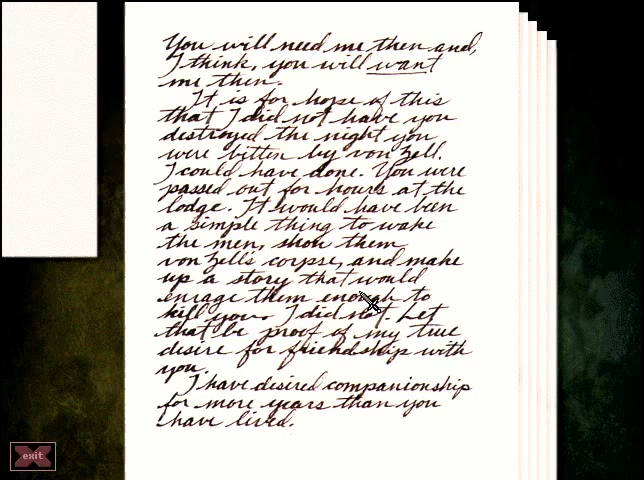 You will need me then and,
I think, you will want
me then.
It is for hope of this
that I did not have you
destroyed the night you
were bitten by von Zell.
I could have done. You were
passed out for hours at the
lodge. It would have been
a simple thing to wake
the men, show them
von Zell's corpse, and make
up a story that would
enrage them enough to
kill you. I did not. Let
that be proof of my true
desire for friendship with
you.
I have desired companionship
for more years than you
have lived.
exit